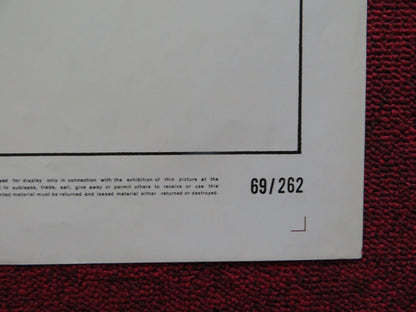 sed for display only in connection with the exhibition of this picture at the
t to sublease, trade, sell, give away or permit others to receive or use this
nted material must be returned and leased material either returned or destroyed.
69/262